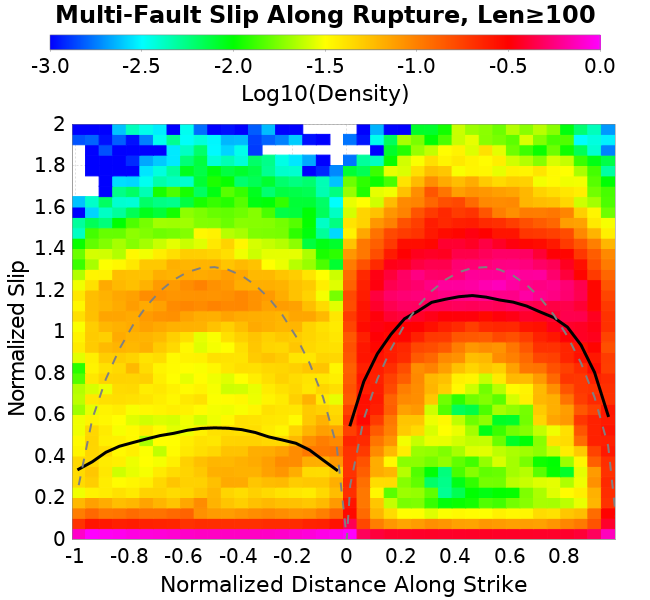 Multi-Fault Slip Along Rupture, Len≥100
-3.0 -2.5 -2.0 -1.5 -1.0 -0.5 0.0
Log10(Density)
2
1.8
1.6
1.4
1.2
1
0.8
0.6
0.4
0.2
0
Normalized Slip
-1 -0.8 -0.6 -0.4 -0.2 0 0.2 0.4 0.6 0.8
Normalized Distance Along Strike